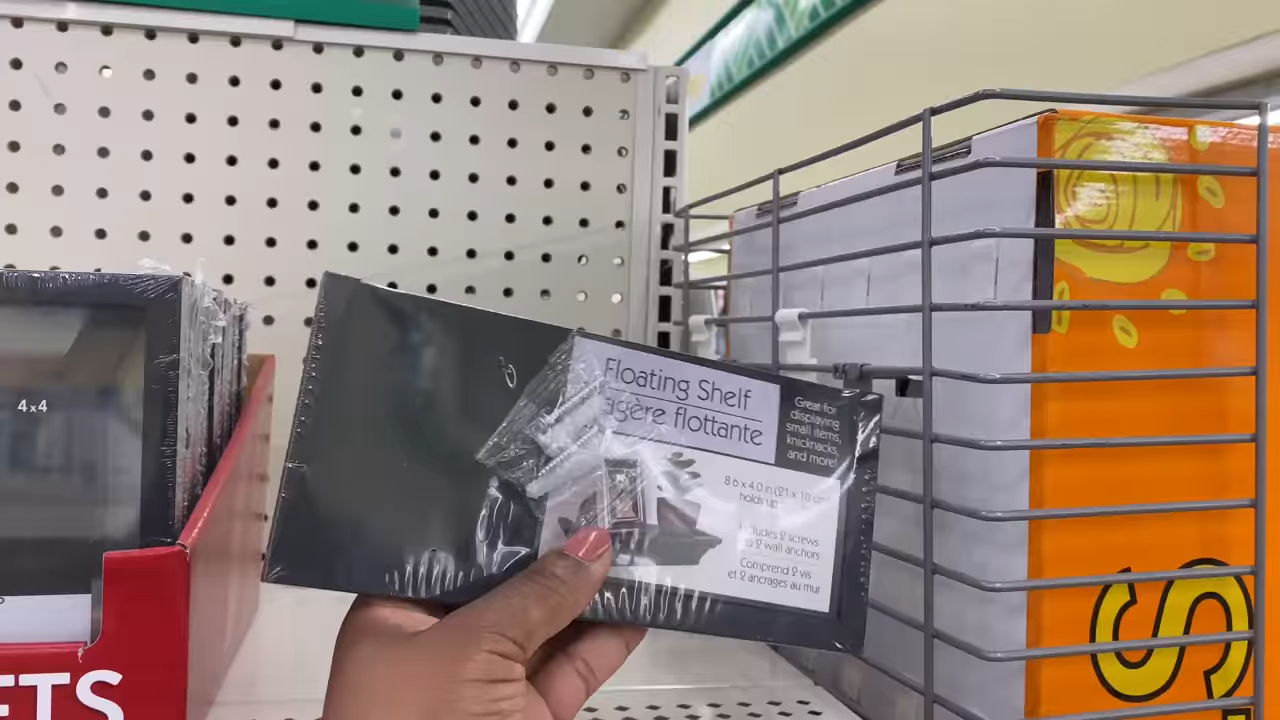 4x4
Floating Shelf
agère flottante
Great for
displaying
small items,
knicknacks,
and more!
8.6 x 4.0 in (21 x 10 cm)
holds up
Includes 2 screws
2 wall anchors
Comprend 2 vis
et 2 ancrages au mur
ETS
S